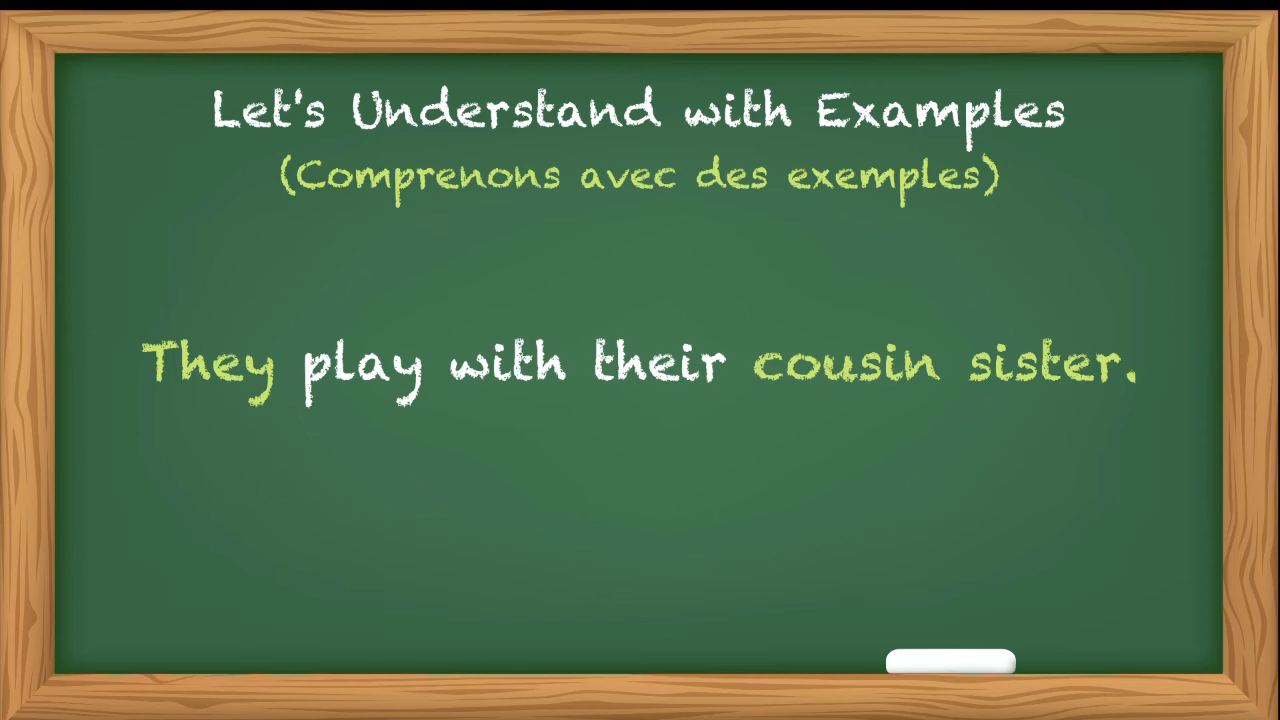 Let's Understand with Examples
(Comprenons avec des exemples)
They play with their cousin sister.